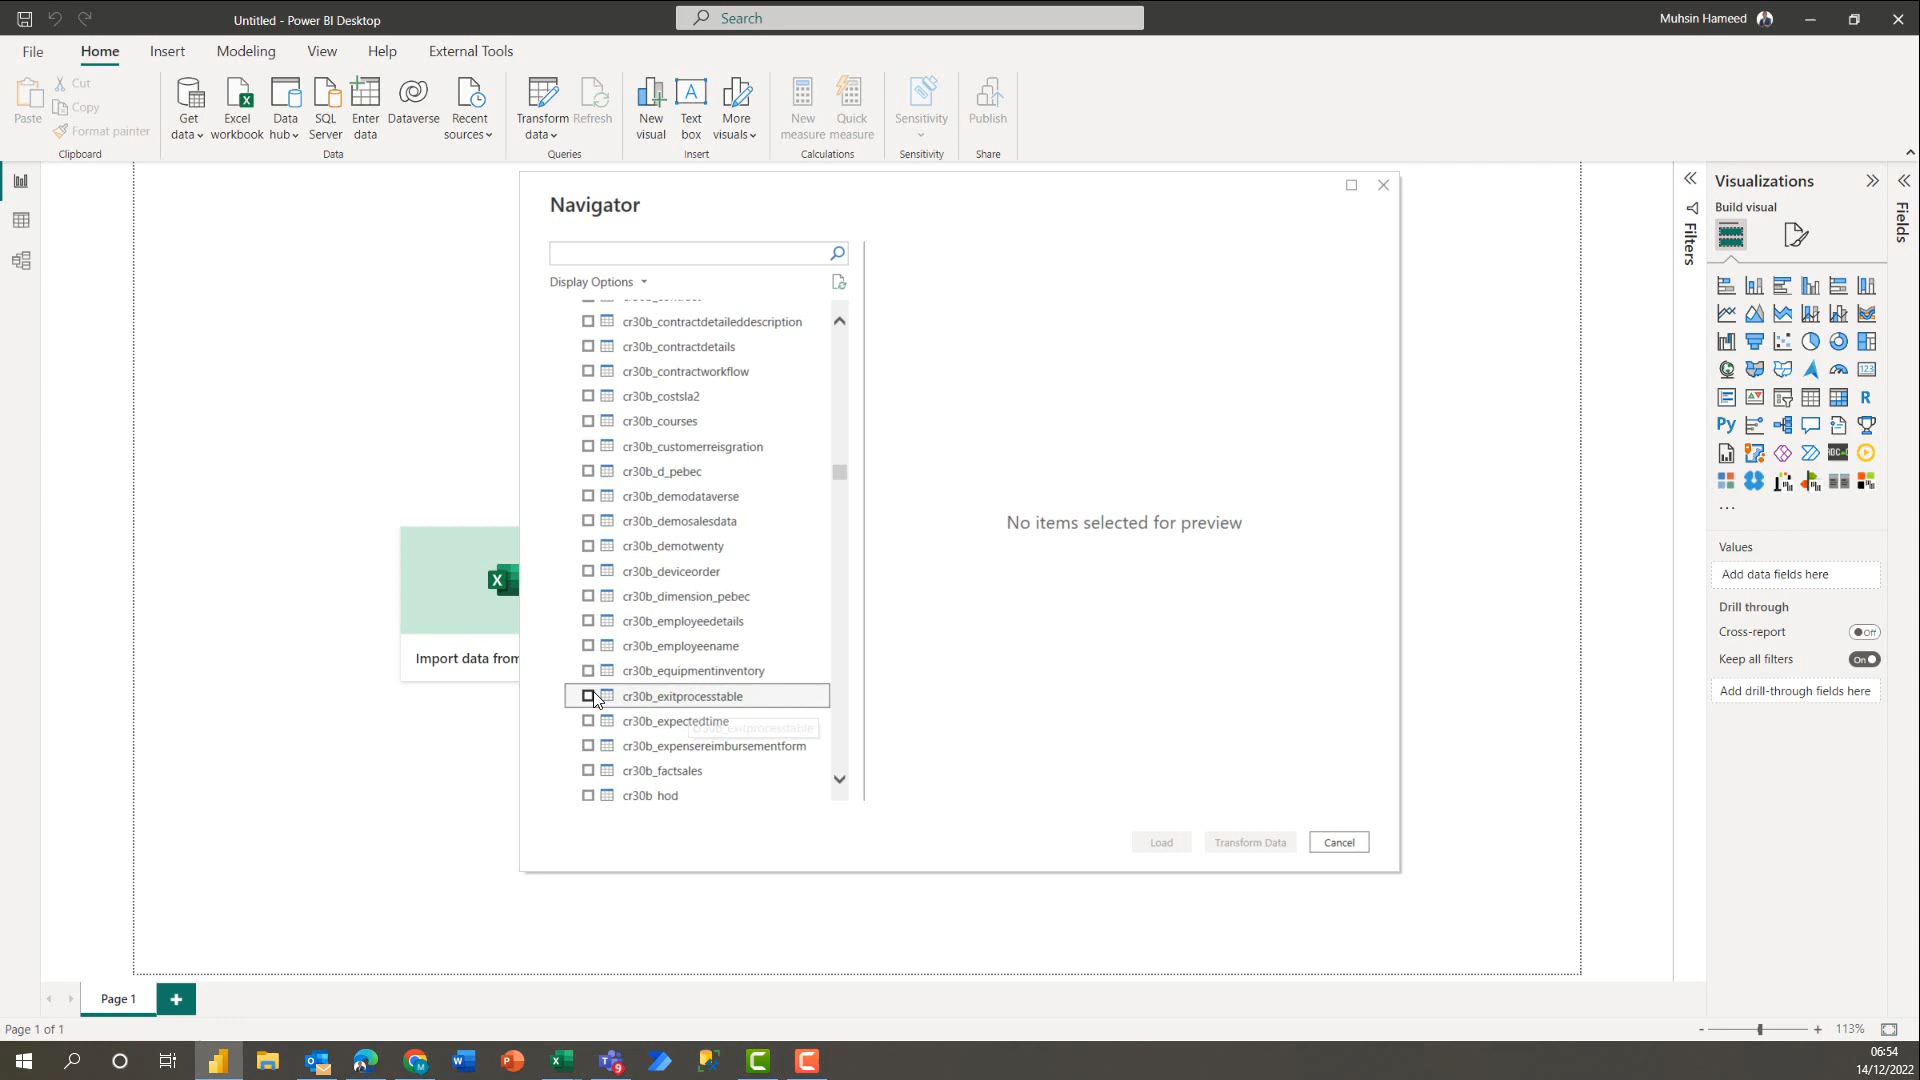 Untitled - Power BI Desktop
Search
Muhsin Hameed
File
Home
Insert
Modeling
View
Help
External Tools
Paste
Cut
Copy
Format painter
Clipboard
Get data
Excel workbook
Data hub
SQL Server
Enter data
Dataverse
Recent sources
Data
Transform data
Refresh
Queries
New visual
Text box
More visuals
Insert
New measure
Quick measure
Calculations
Sensitivity
Sensitivity
Publish
Share
Navigator
Display Options
cr30b_contractdetaileddescription
cr30b_contractdetails
cr30b_contractworkflow
cr30b_costsla2
cr30b_courses
cr30b_customerreisgration
cr30b_d_pebec
cr30b_demodataverse
cr30b_demosalesdata
cr30b_demotwenty
cr30b_deviceorder
cr30b_dimension_pebec
cr30b_employeedetails
cr30b_employeename
cr30b_equipmentinventory
cr30b_exitprocesstable
cr30b_expectedtime
cr30b_exitprocesstable
cr30b_expensereimbursementform
cr30b_factsales
cr30b_hod
No items selected for preview
Load
Transform Data
Cancel
Import data from
Filters
Visualizations
Build visual
Fields
123
R
Py
Values
Add data fields here
Drill through
Cross-report
Off
Keep all filters
On
Add drill-through fields here
Page 1
Page 1 of 1
- + 113%
9
06:54
14/12/2022